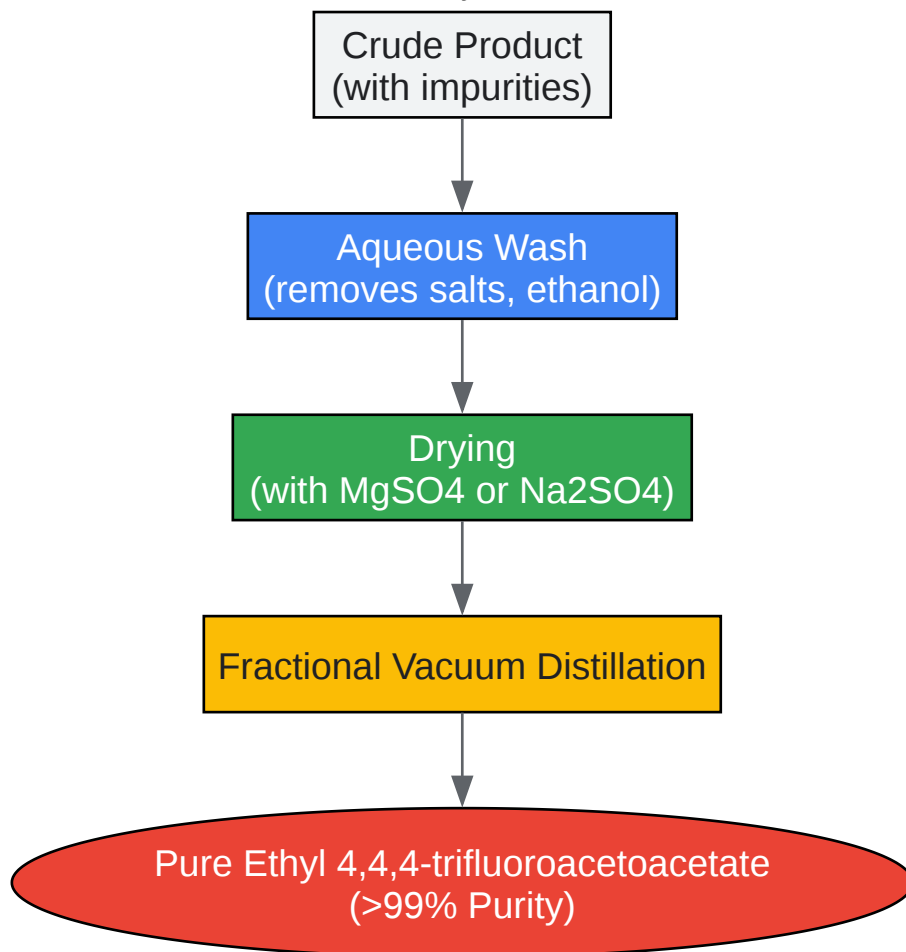 Crude Product
(with impurities)
Aqueous Wash
(removes salts, ethanol)
Drying
(with MgSO4 or Na2SO4)
Fractional Vacuum Distillation
Pure Ethyl 4,4,4-trifluoroacetoacetate
(>99% Purity)